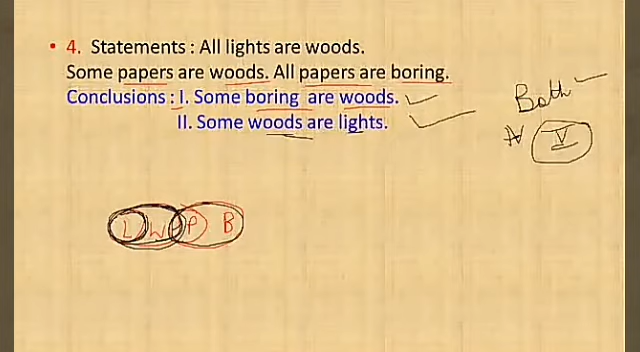 • 4. Statements : All lights are woods.
Some papers are woods. All papers are boring.
Conclusions : I. Some boring are woods.
II. Some woods are lights.
Both
V
L W P B